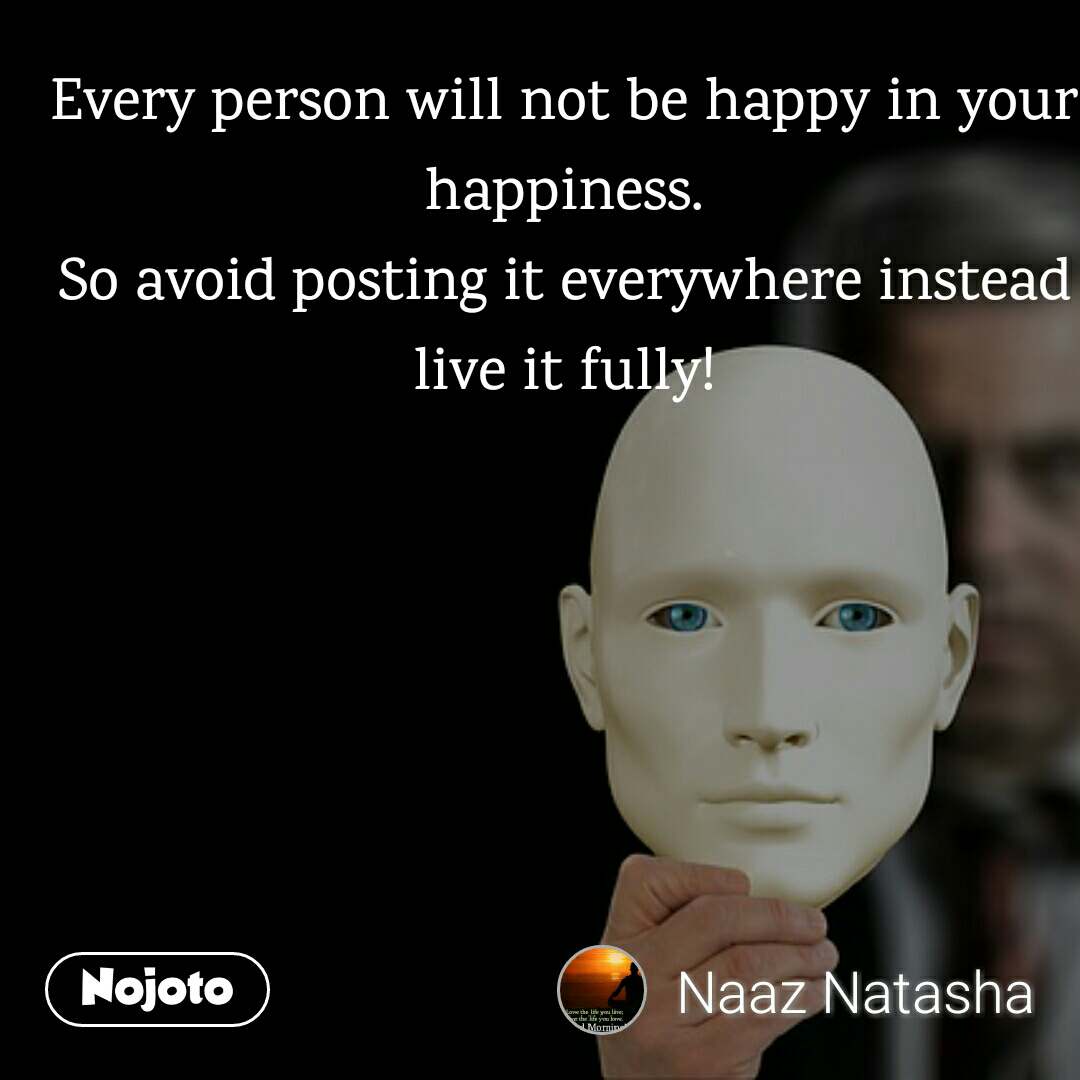 Every person will not be happy in your
happiness.
So avoid posting it everywhere instead
live it fully!
Nojoto
Naaz Natasha